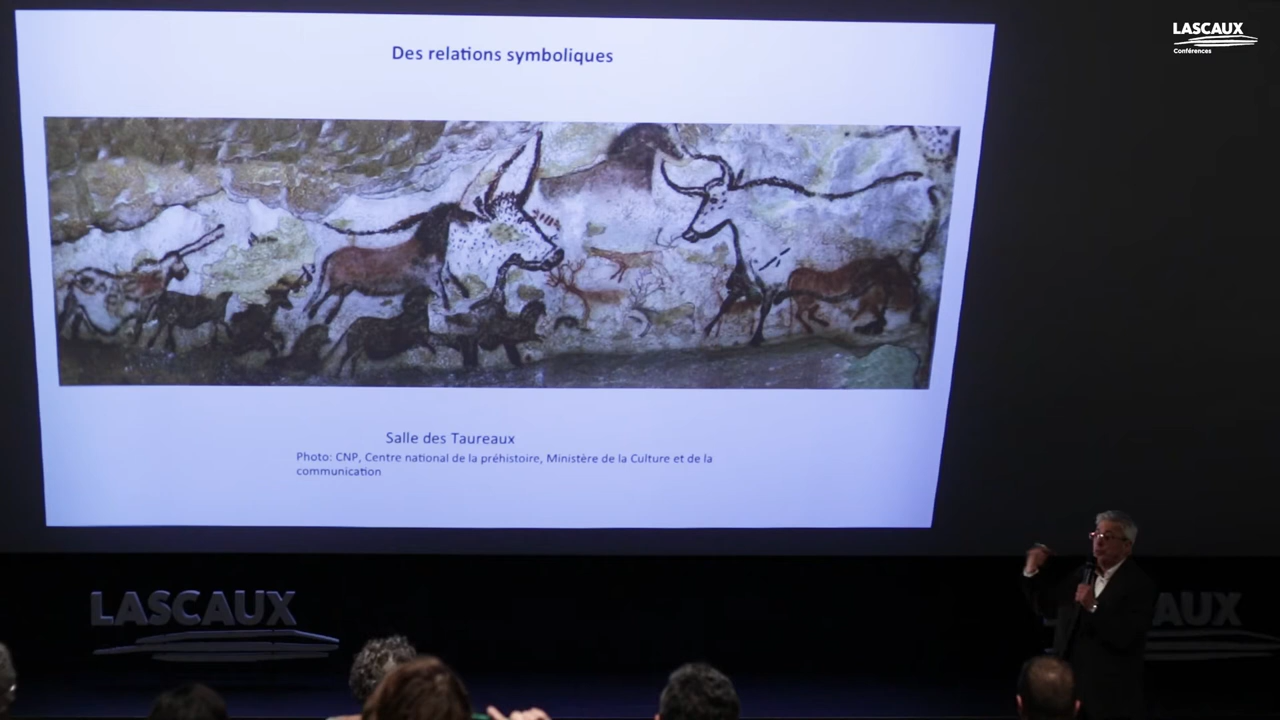 LASCAUX
Conférences
Des relations symboliques
Salle des Taureaux
Photo: CNP, Centre national de la préhistoire, Ministère de la Culture et de la
communication
LASCAUX
AUX